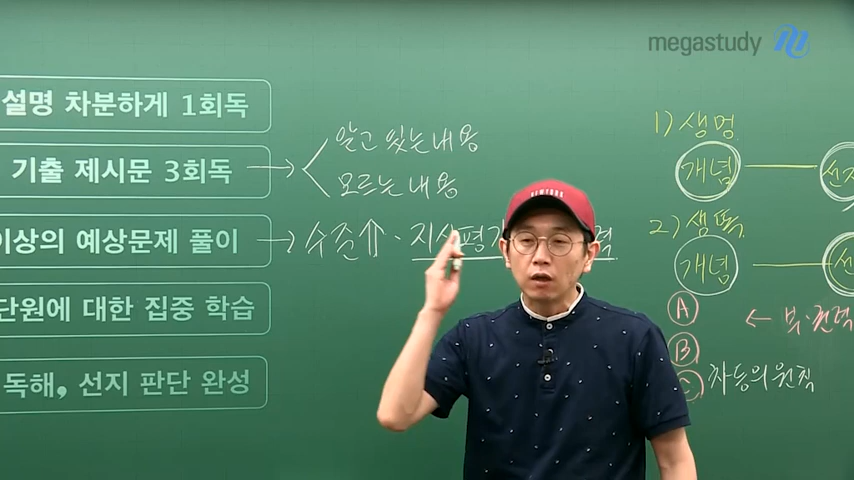 megastudy
설명 차분하게 1회독
기출 제시문 3회독
이상의 예상문제 풀이
단원에 대한 집중 학습
독해, 선지 판단 완성
알고 있는 내용
모르는 내용
수준↑·
1) 생명
개념
2) 샘똑
개념
A
B
C 차등의 원칙